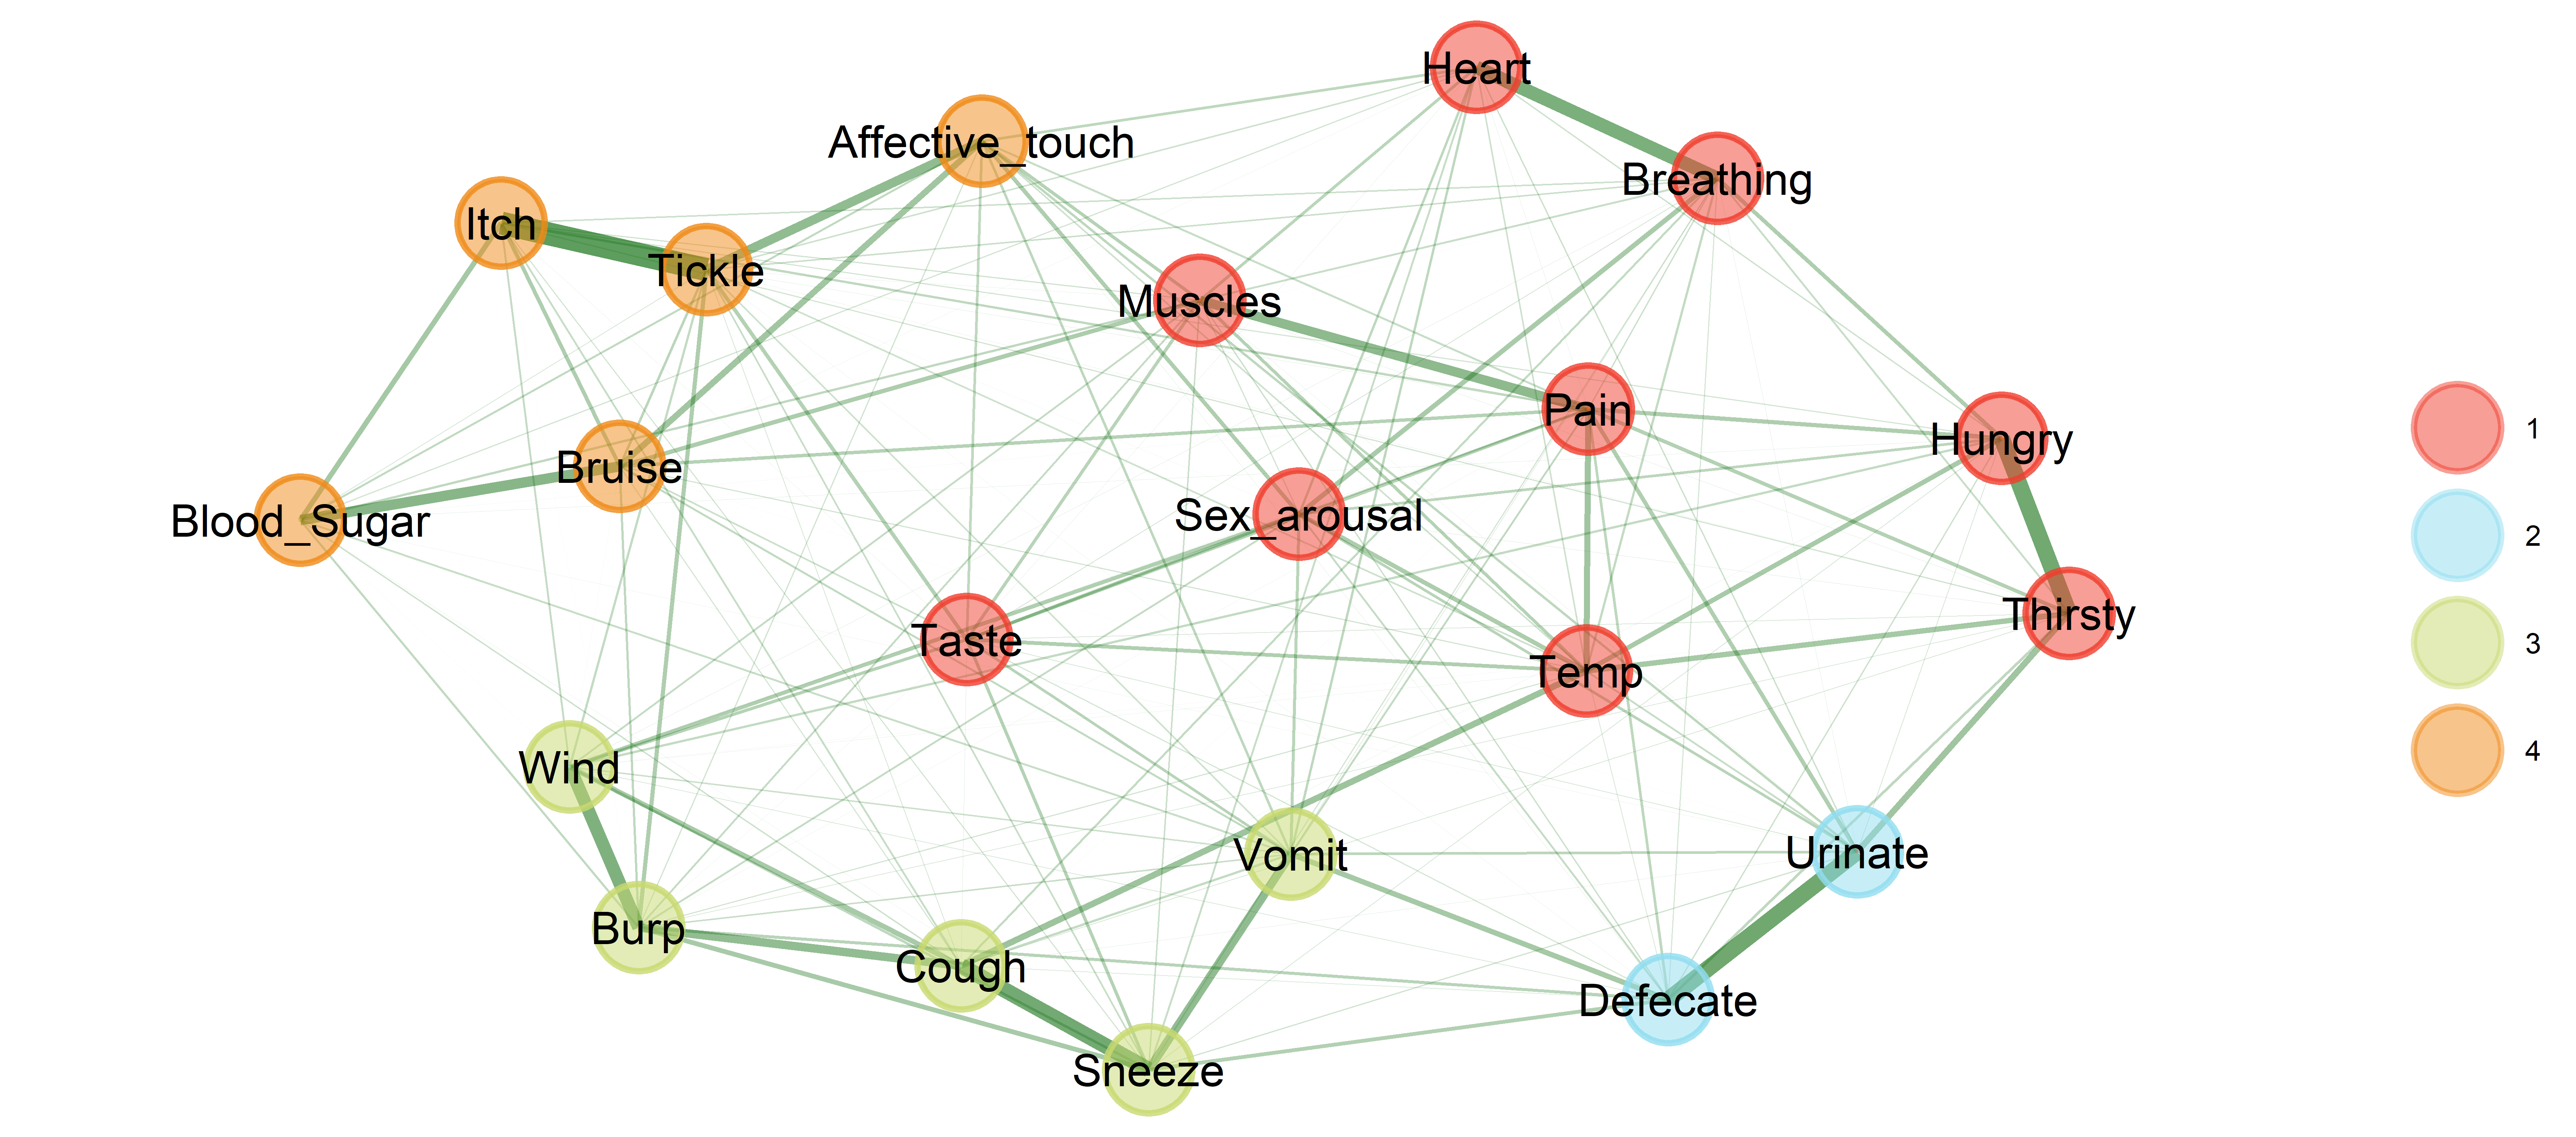 Heart
Affective_touch
Breathing
Itch
Tickle
Muscles
Pain
Hungry
Bruise
Sex_arousal
Blood_Sugar
Thirsty
Taste
Temp
Wind
Vomit
Urinate
Burp
Cough
Defecate
Sneeze
1
2
3
4